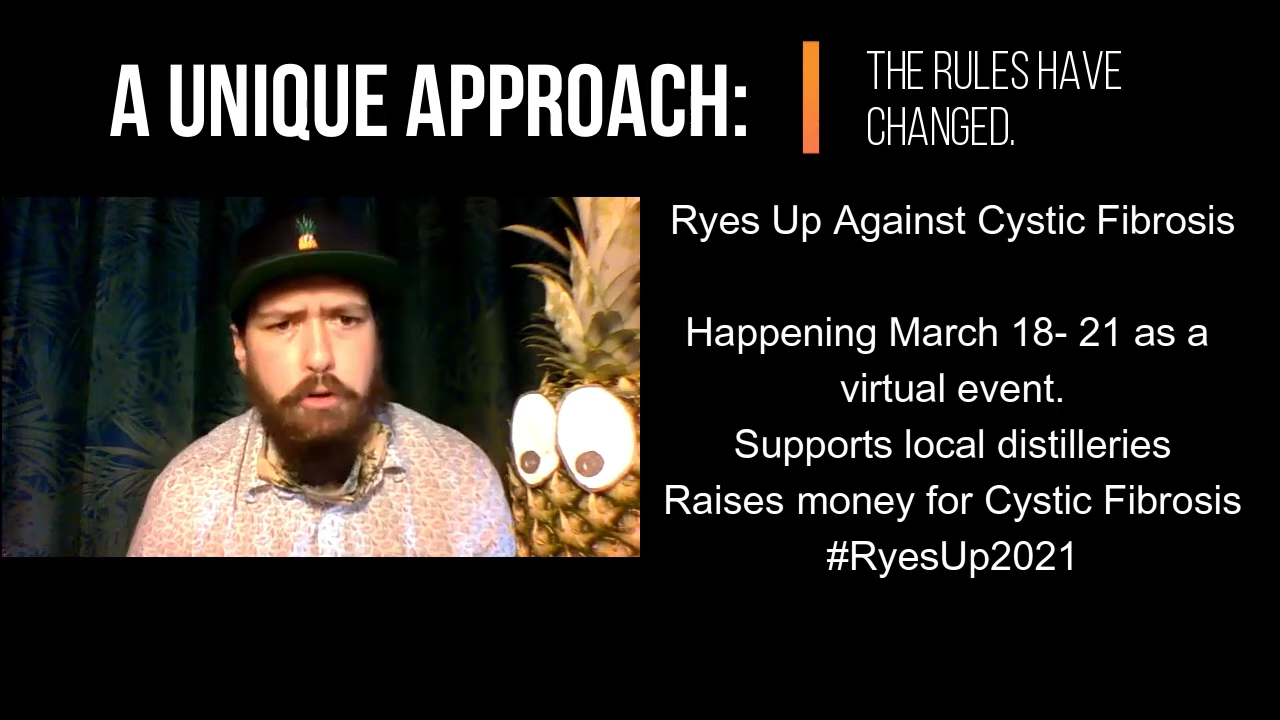 A UNIQUE APPROACH:
THE RULES HAVE
CHANGED.
Ryes Up Against Cystic Fibrosis
Happening March 18- 21 as a
virtual event.
Supports local distilleries
Raises money for Cystic Fibrosis
#RyesUp2021